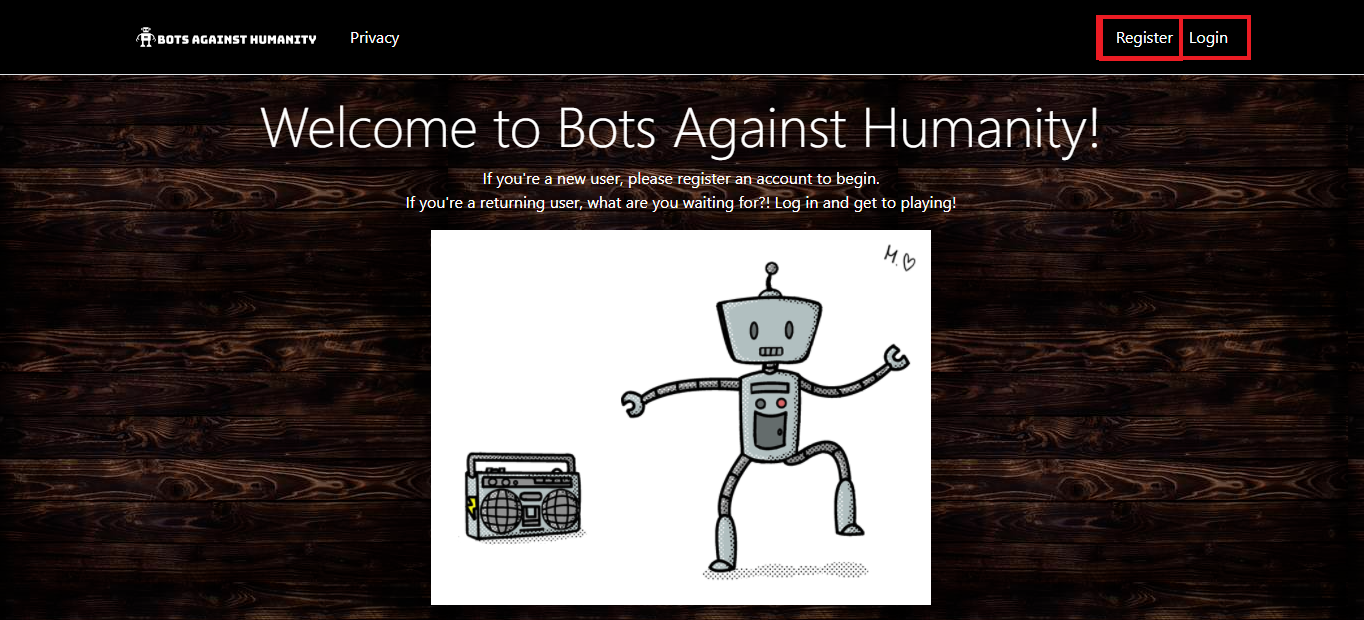 BOTS AGAINST HUMANITY Privacy Register Login
Welcome to Bots Against Humanity!
If you're a new user, please register an account to begin.
If you're a returning user, what are you waiting for?! Log in and get to playing!
M.